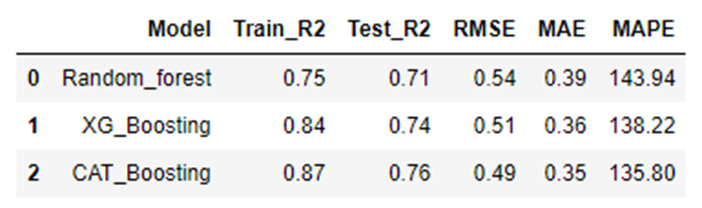 Model Train_R2 Test_R2 RMSE MAE MAPE
0 Random_forest 0.75 0.71 0.54 0.39 143.94
1 XG_Boosting 0.84 0.74 0.51 0.36 138.22
2 CAT_Boosting 0.87 0.76 0.49 0.35 135.80